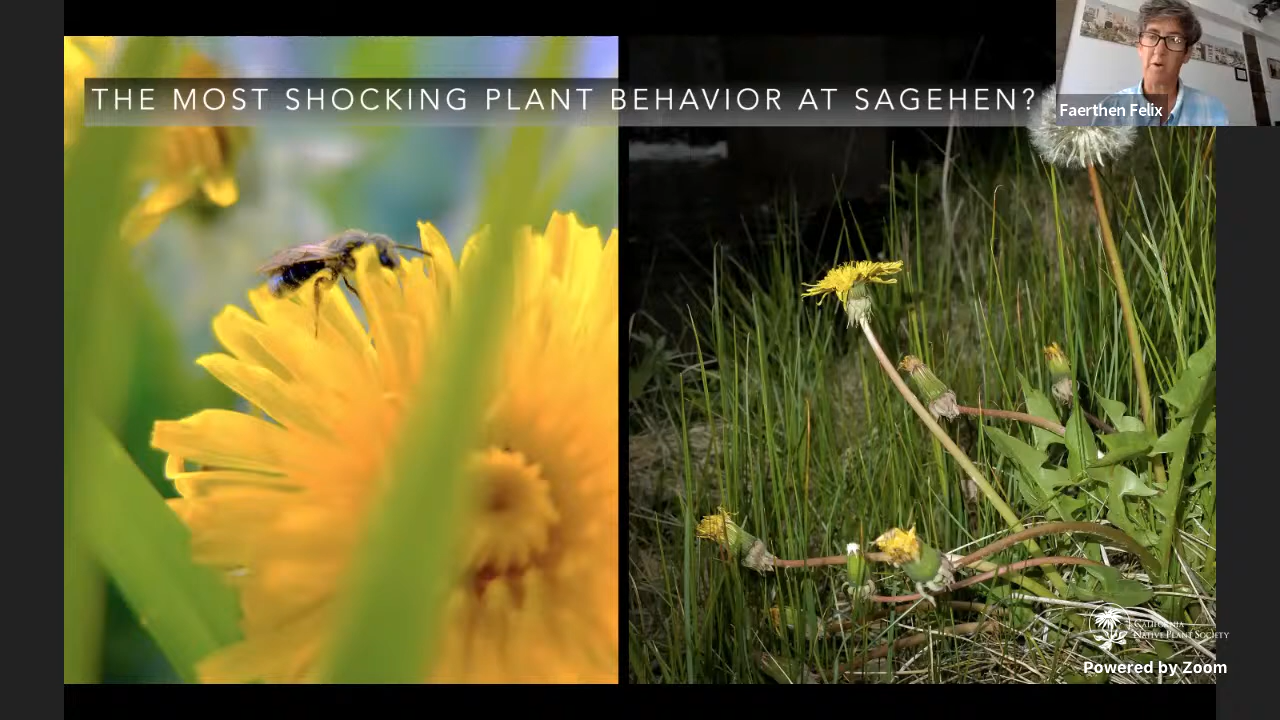 THE MOST SHOCKING PLANT BEHAVIOR AT SAGEHEN?
Faerthen Felix
CALIFORNIA
NATIVE PLANT SOCIETY
Powered by Zoom